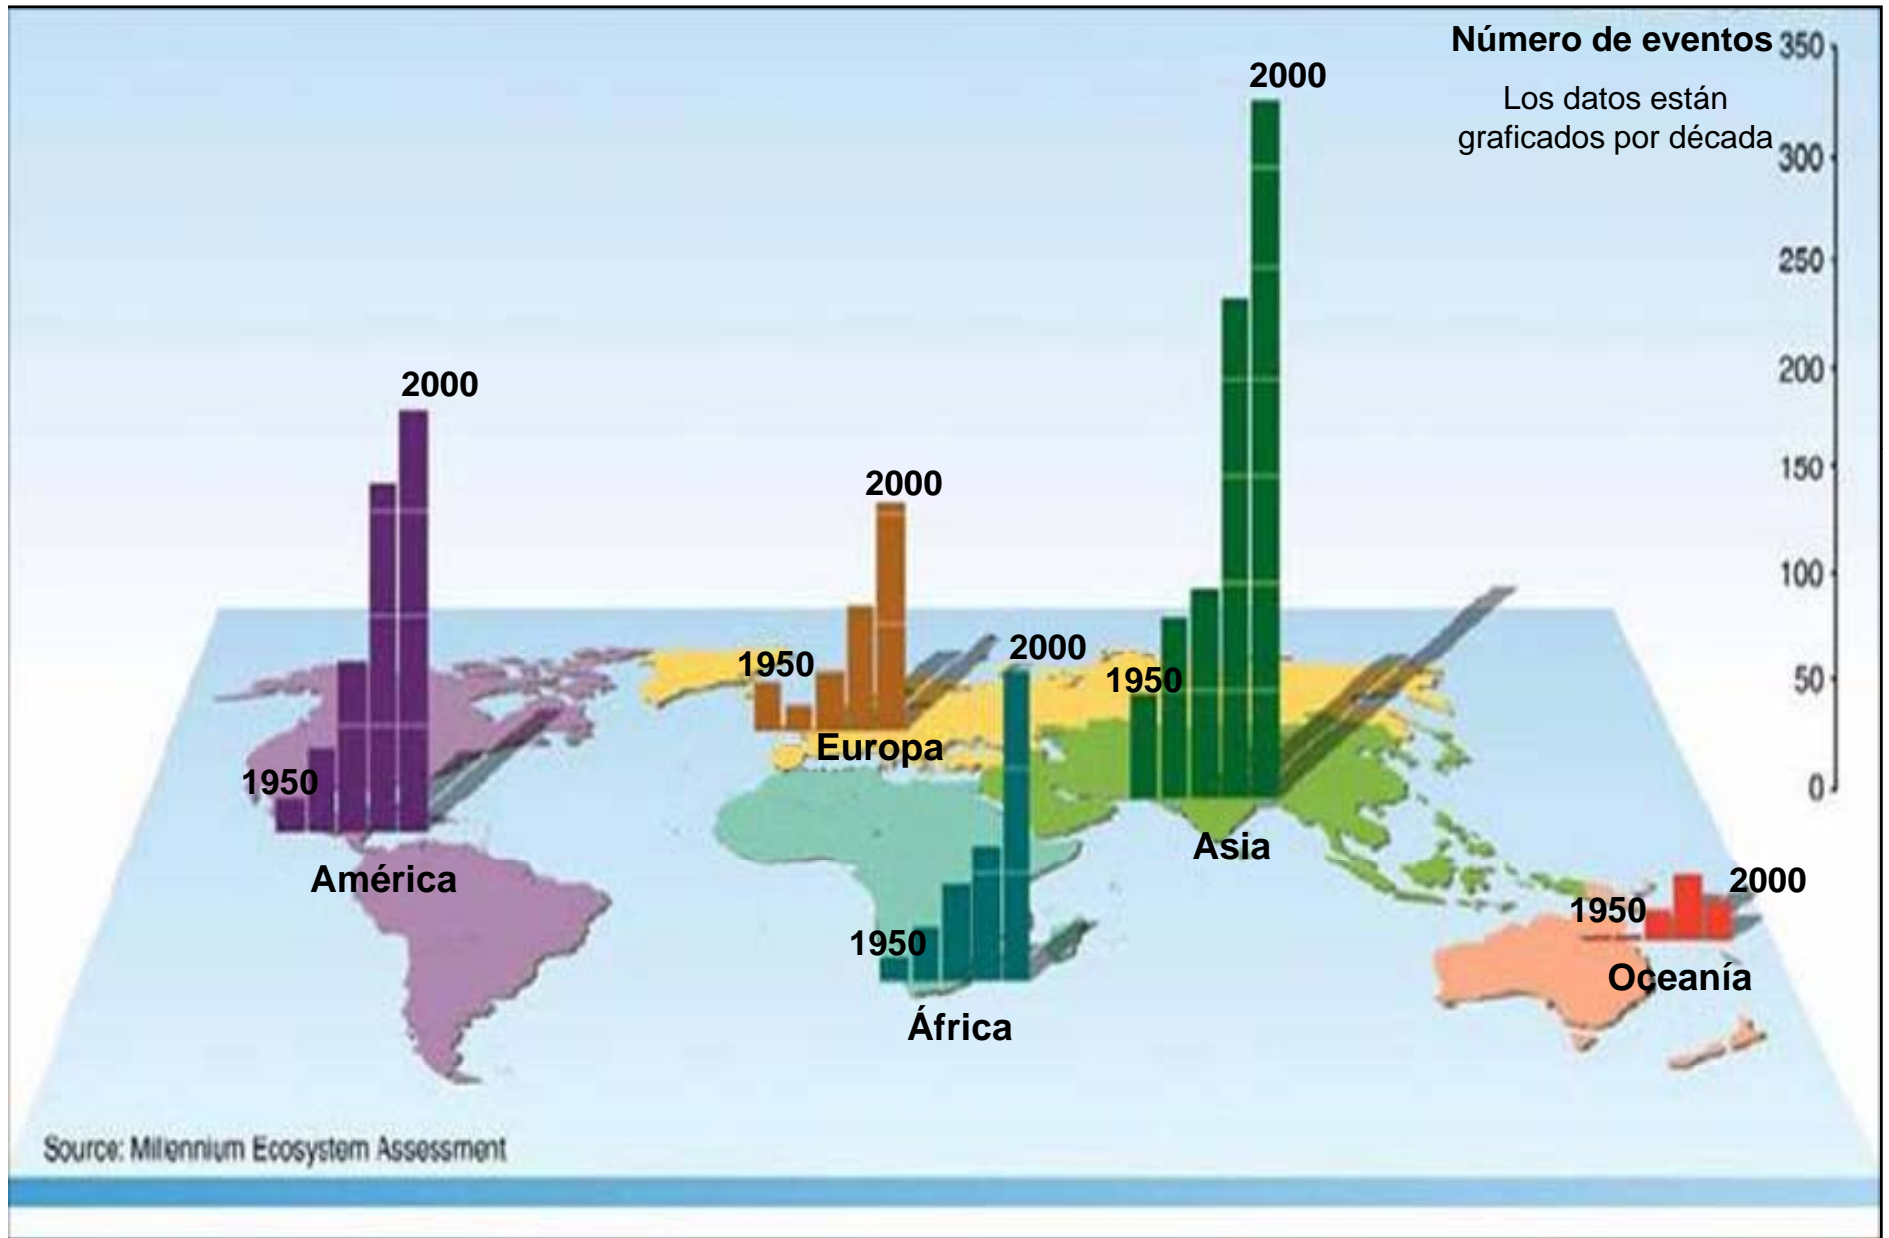 Número de eventos
Los datos están
graficados por década
350
300
250
200
150
100
50
0
2000
1950
América
2000
1950
Europa
2000
1950
África
2000
1950
Asia
2000
1950
Oceanía
Source: Millennium Ecosystem Assessment